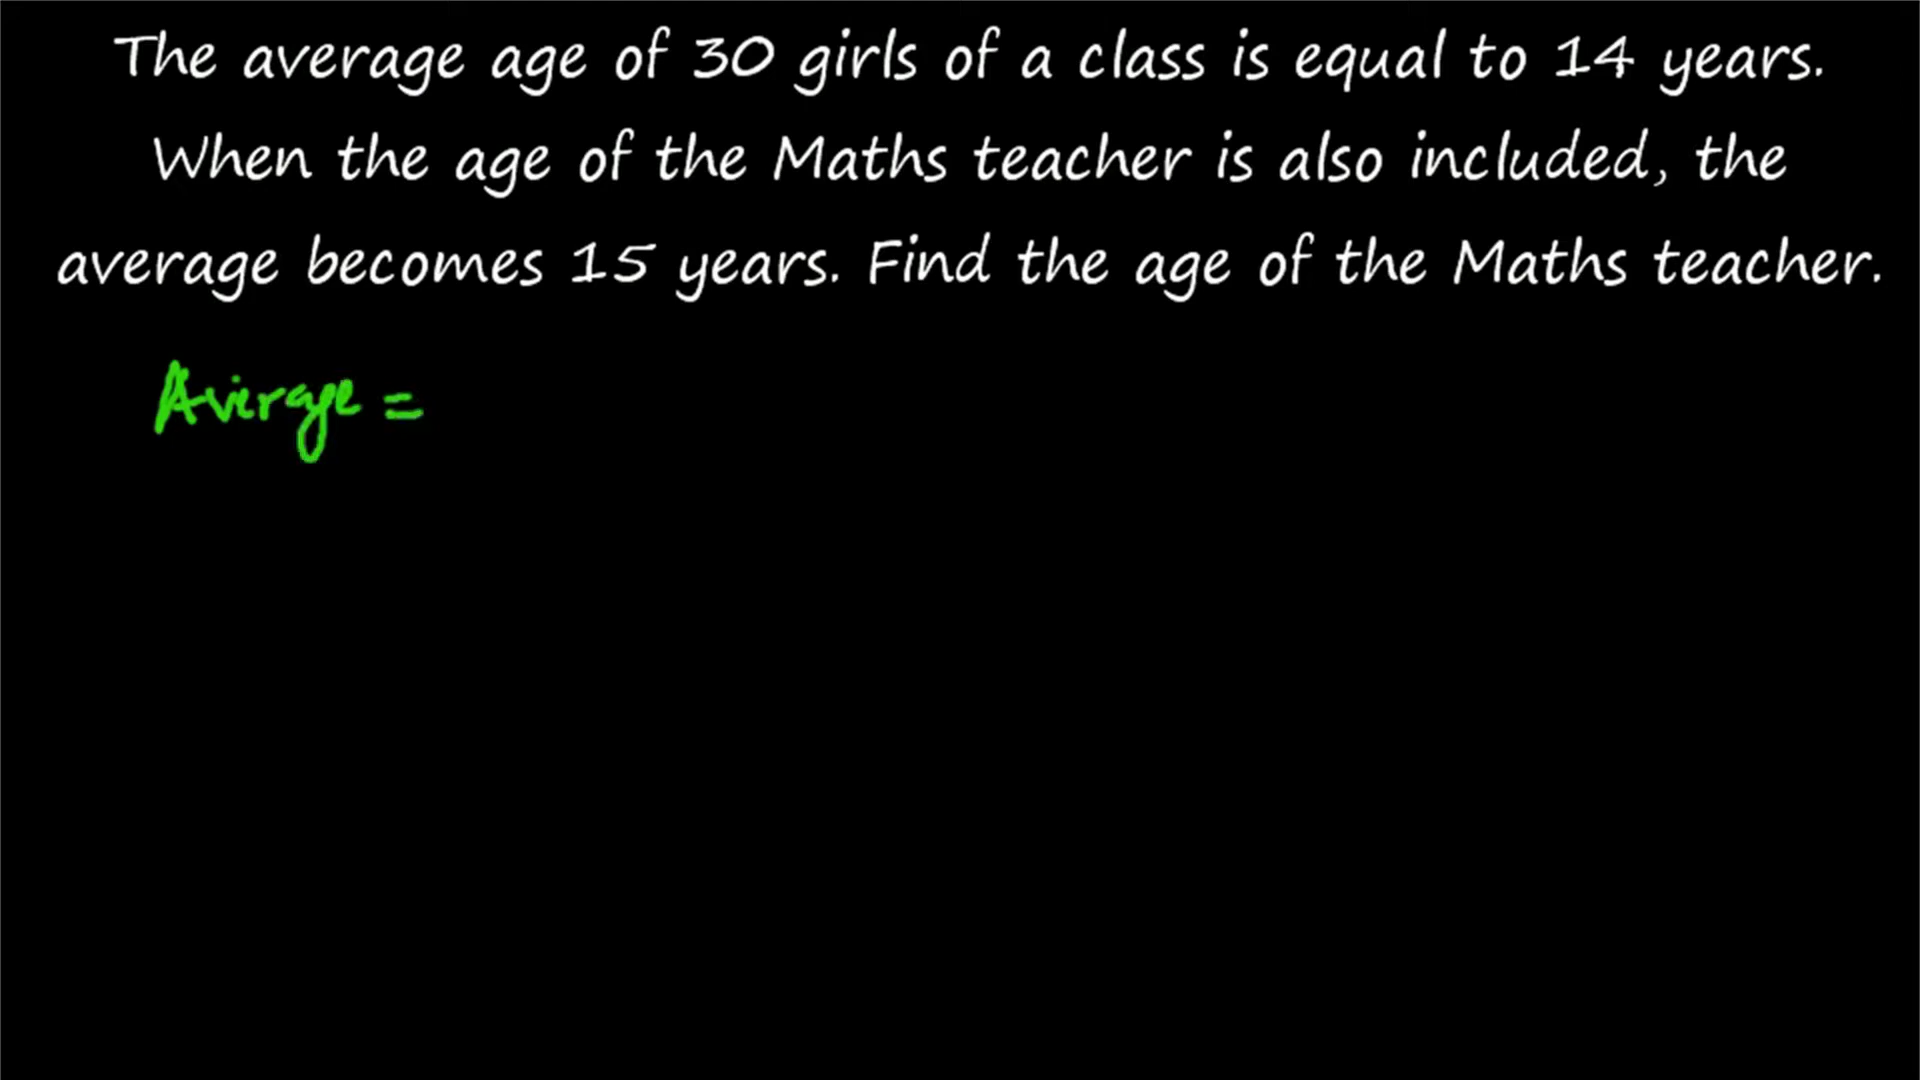 The average age of 30 girls of a class is equal to 14 years.
When the age of the Maths teacher is also included, the
average becomes 15 years. Find the age of the Maths teacher.
Average =